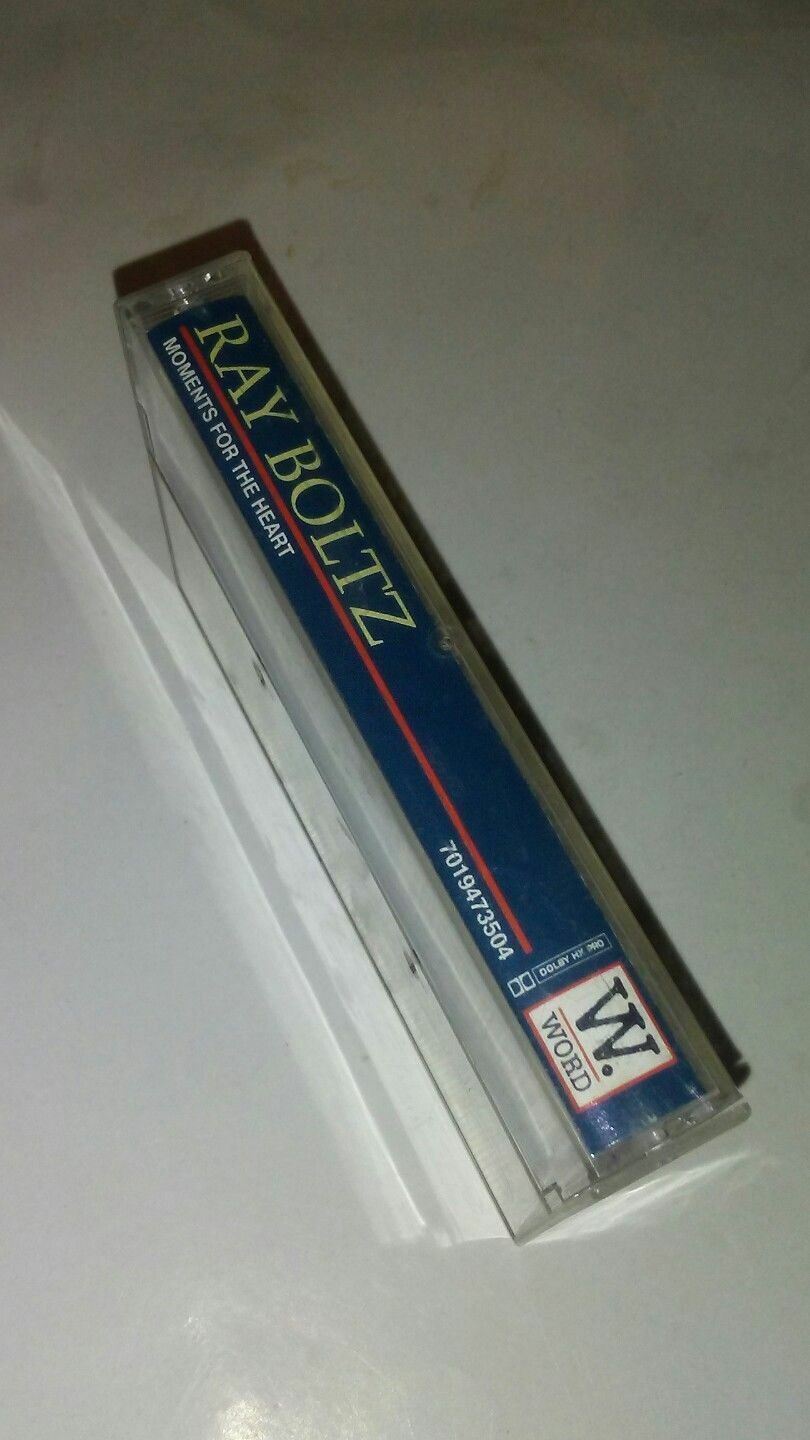 RAY BOLTZ
MOMENTS FOR THE HEART
7019473504
DOLBY HX PRO
W.
WORD